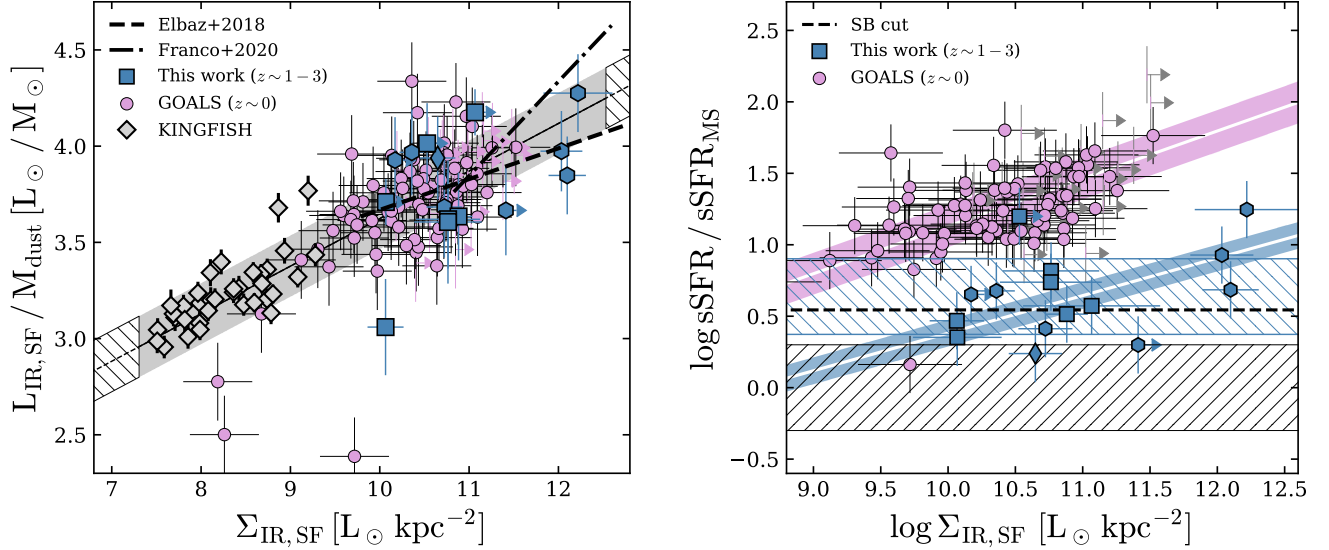 Elbaz+2018
Franco+2020
This work (z~1−3)
GOALS (z~0)
KINGFISH
4.5
4.0
3.5
3.0
2.5
7 8 9 10 11 12
L_IR,SF/M_dust [L⊙/M⊙]
Σ_IR,SF [L⊙ kpc⁻²]
SB cut
This work (z~1−3)
GOALS (z~0)
2.5
2.0
1.5
1.0
0.5
0.0
−0.5
9.0 9.5 10.0 10.5 11.0 11.5 12.0 12.5
log sSFR / sSFR_MS
log Σ_IR,SF [L⊙ kpc⁻²]